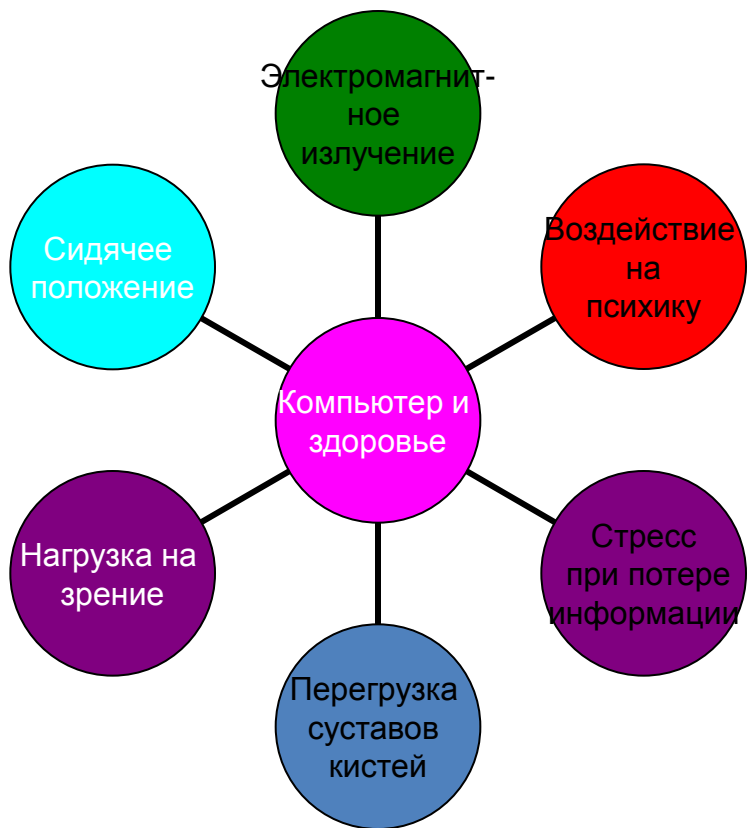 Электромагнит-
ное
излучение
Воздействие
на
психику
Сидячее
положение
Компьютер и
здоровье
Нагрузка на
зрение
Стресс
при потере
информации
Перегрузка
суставов
кистей